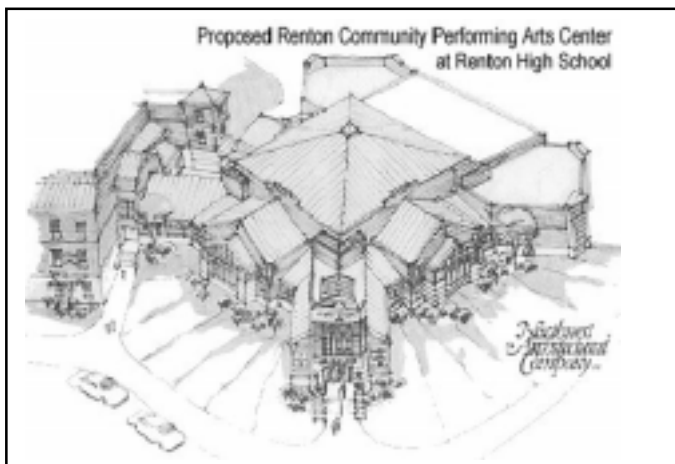 Proposed Renton Community Performing Arts Center
at Renton High School
Northwest
Architectural
Company